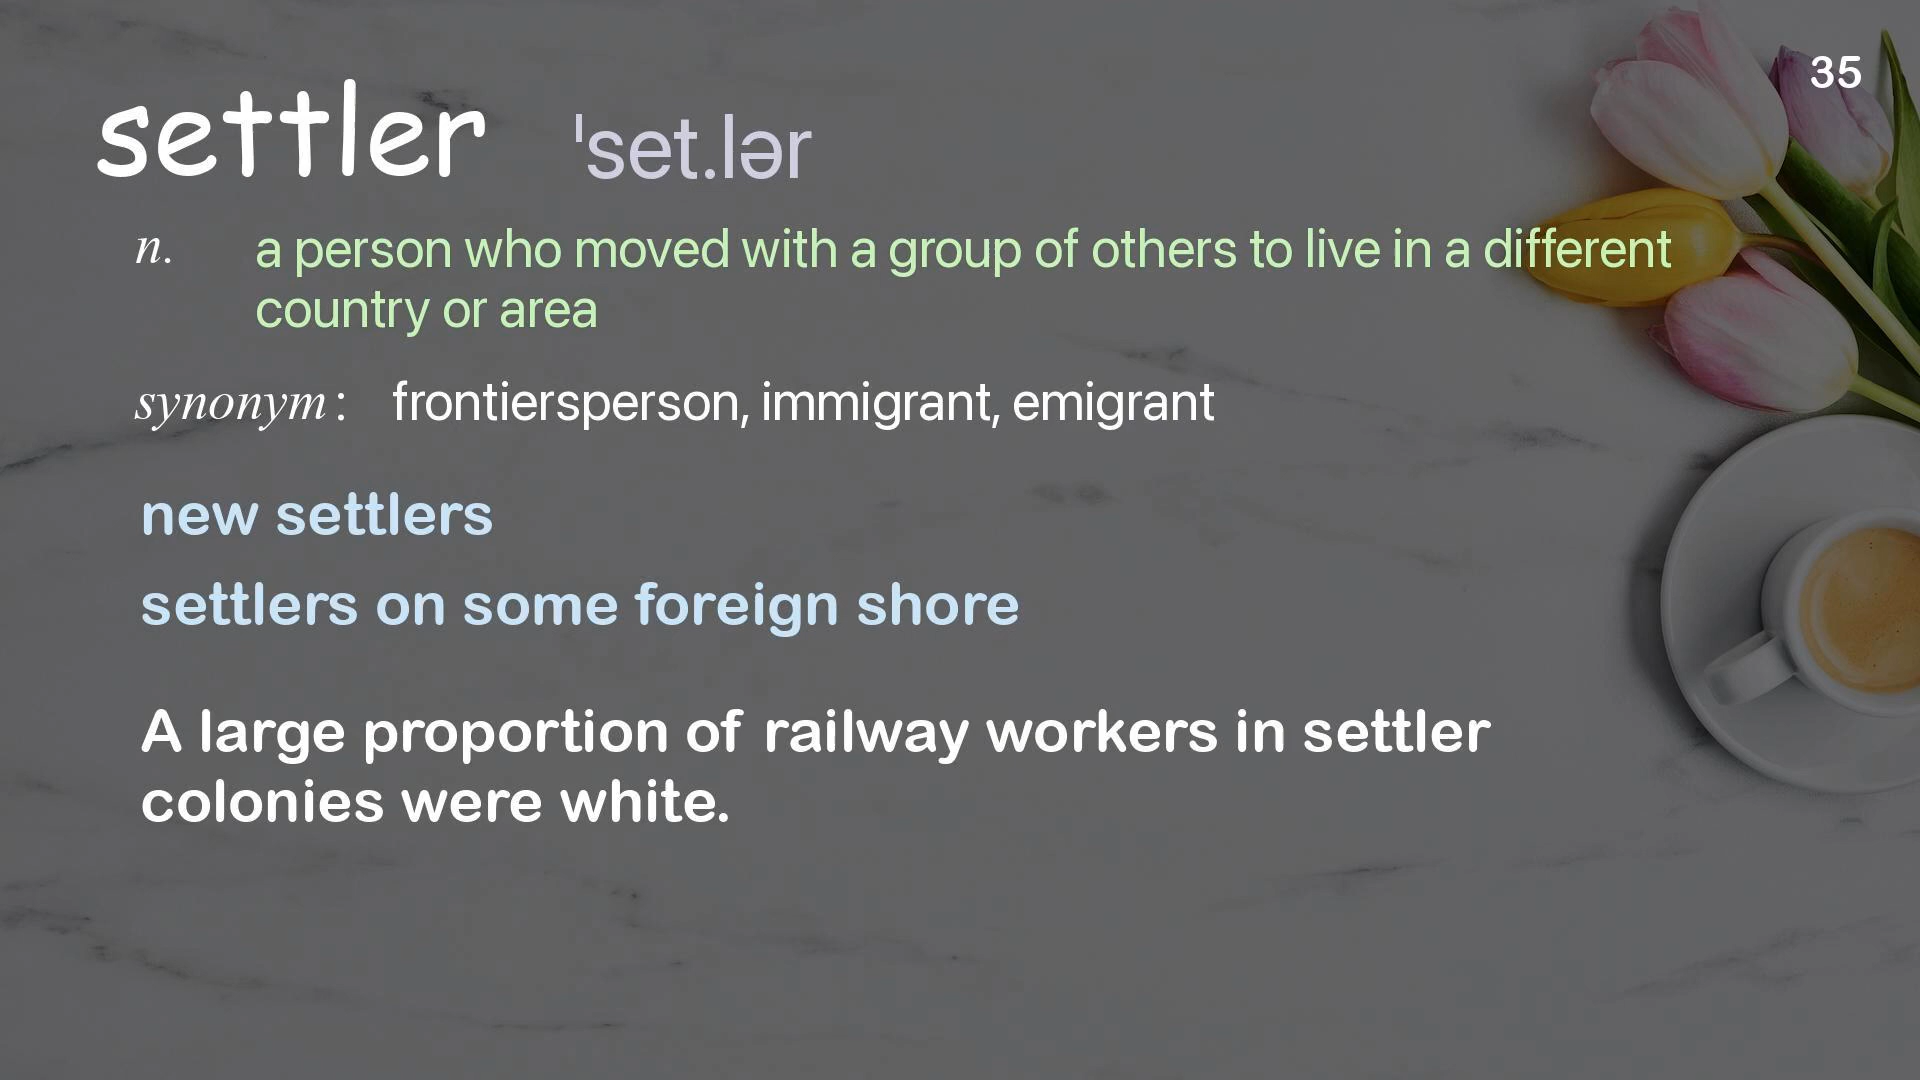 35
settler ˈset.lər
n. a person who moved with a group of others to live in a different
country or area
synonym : frontiersperson, immigrant, emigrant
new settlers
settlers on some foreign shore
A large proportion of railway workers in settler
colonies were white.